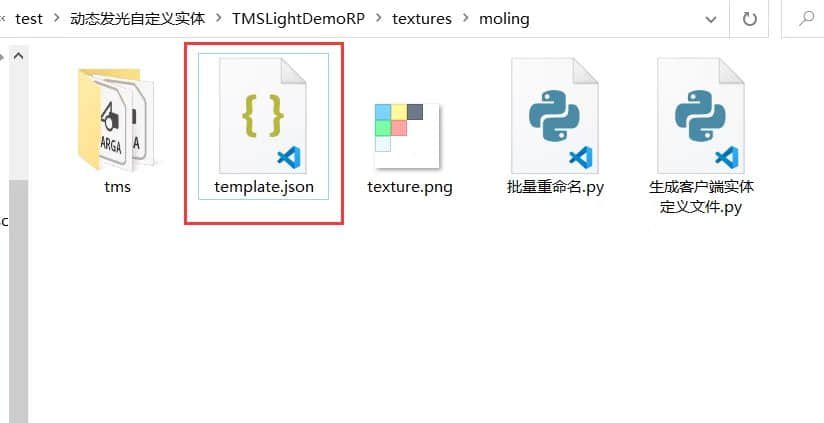 test > 动态发光自定义实体 > TMSLightDemoRP > textures > moling
ARGA
A
tms
{ }
template.json
texture.png
批量重命名.py
生成客户端实体
定义文件.py
sc